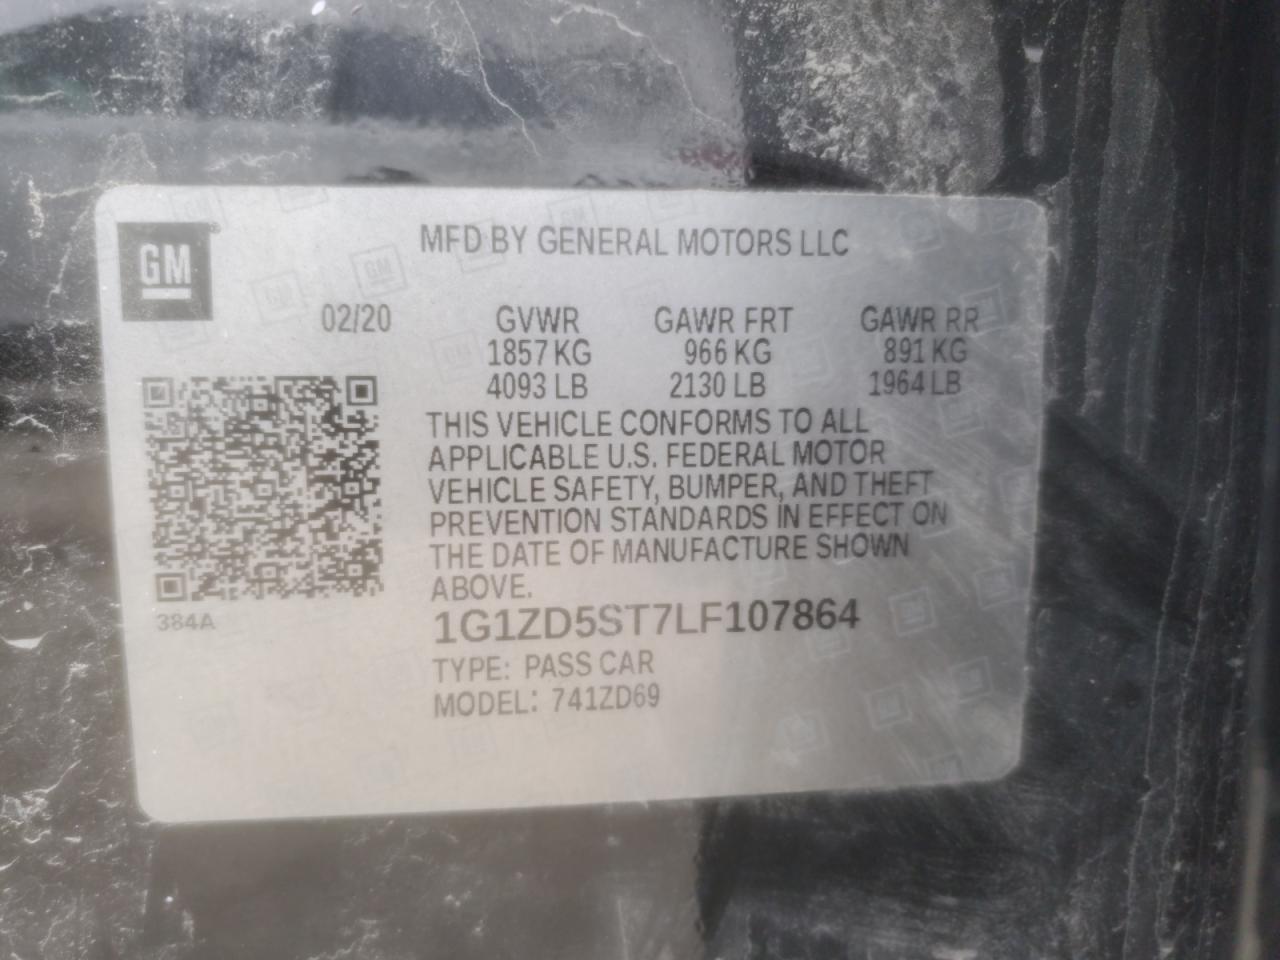 GM
MFD BY GENERAL MOTORS LLC
02/20 GVWR GAWR FRT GAWR RR
1857 KG 966 KG 891 KG
4093 LB 2130 LB 1964 LB
THIS VEHICLE CONFORMS TO ALL
APPLICABLE U.S. FEDERAL MOTOR
VEHICLE SAFETY, BUMPER, AND THEFT
PREVENTION STANDARDS IN EFFECT ON
THE DATE OF MANUFACTURE SHOWN
ABOVE.
384A
1G1ZD5ST7LF107864
TYPE: PASS CAR
MODEL: 741ZD69